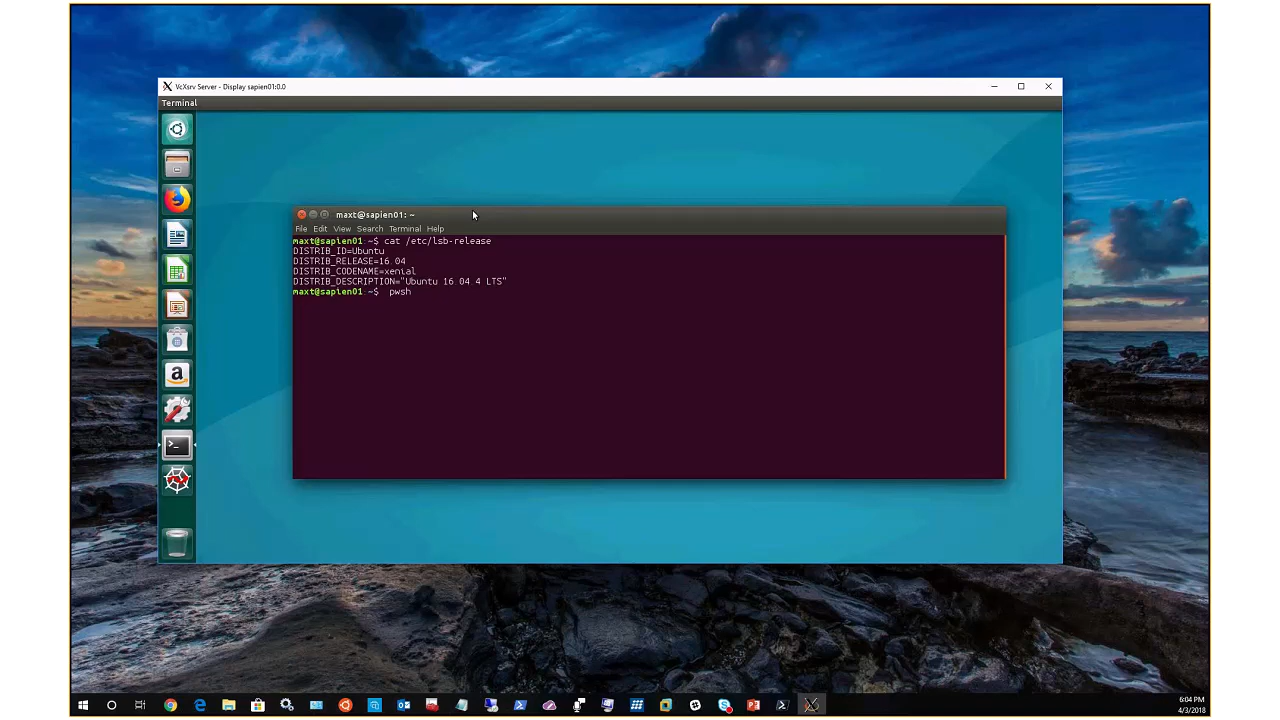 VcXsrv Server - Display sapien01:0.0
Terminal
maxt@sapien01: ~
File Edit View Search Terminal Help
maxt@sapien01 ~$ cat /etc/lsb-release
DISTRIB_ID=Ubuntu
DISTRIB_RELEASE=16 04
DISTRIB_CODENAME=xenial
DISTRIB_DESCRIPTION="Ubuntu 16 04 4 LTS"
maxt@sapien01 ~$ pwsh
6:04 PM
4/3/2018